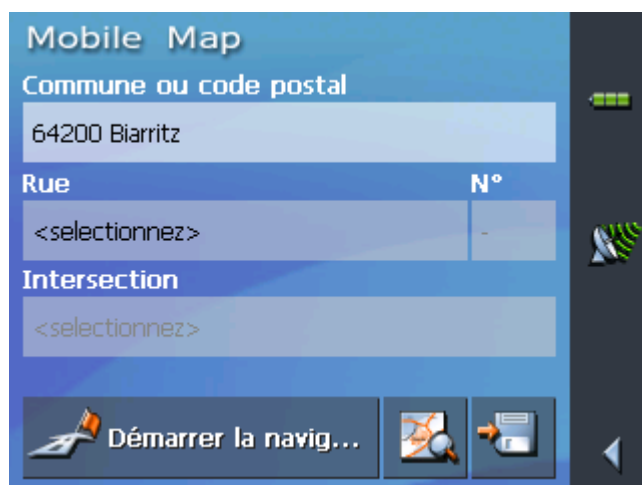 Mobile Map
Commune ou code postal
64200 Biarritz
Rue N°
<selectionnez> -
Intersection
<selectionnez>
Démarrer la navig...